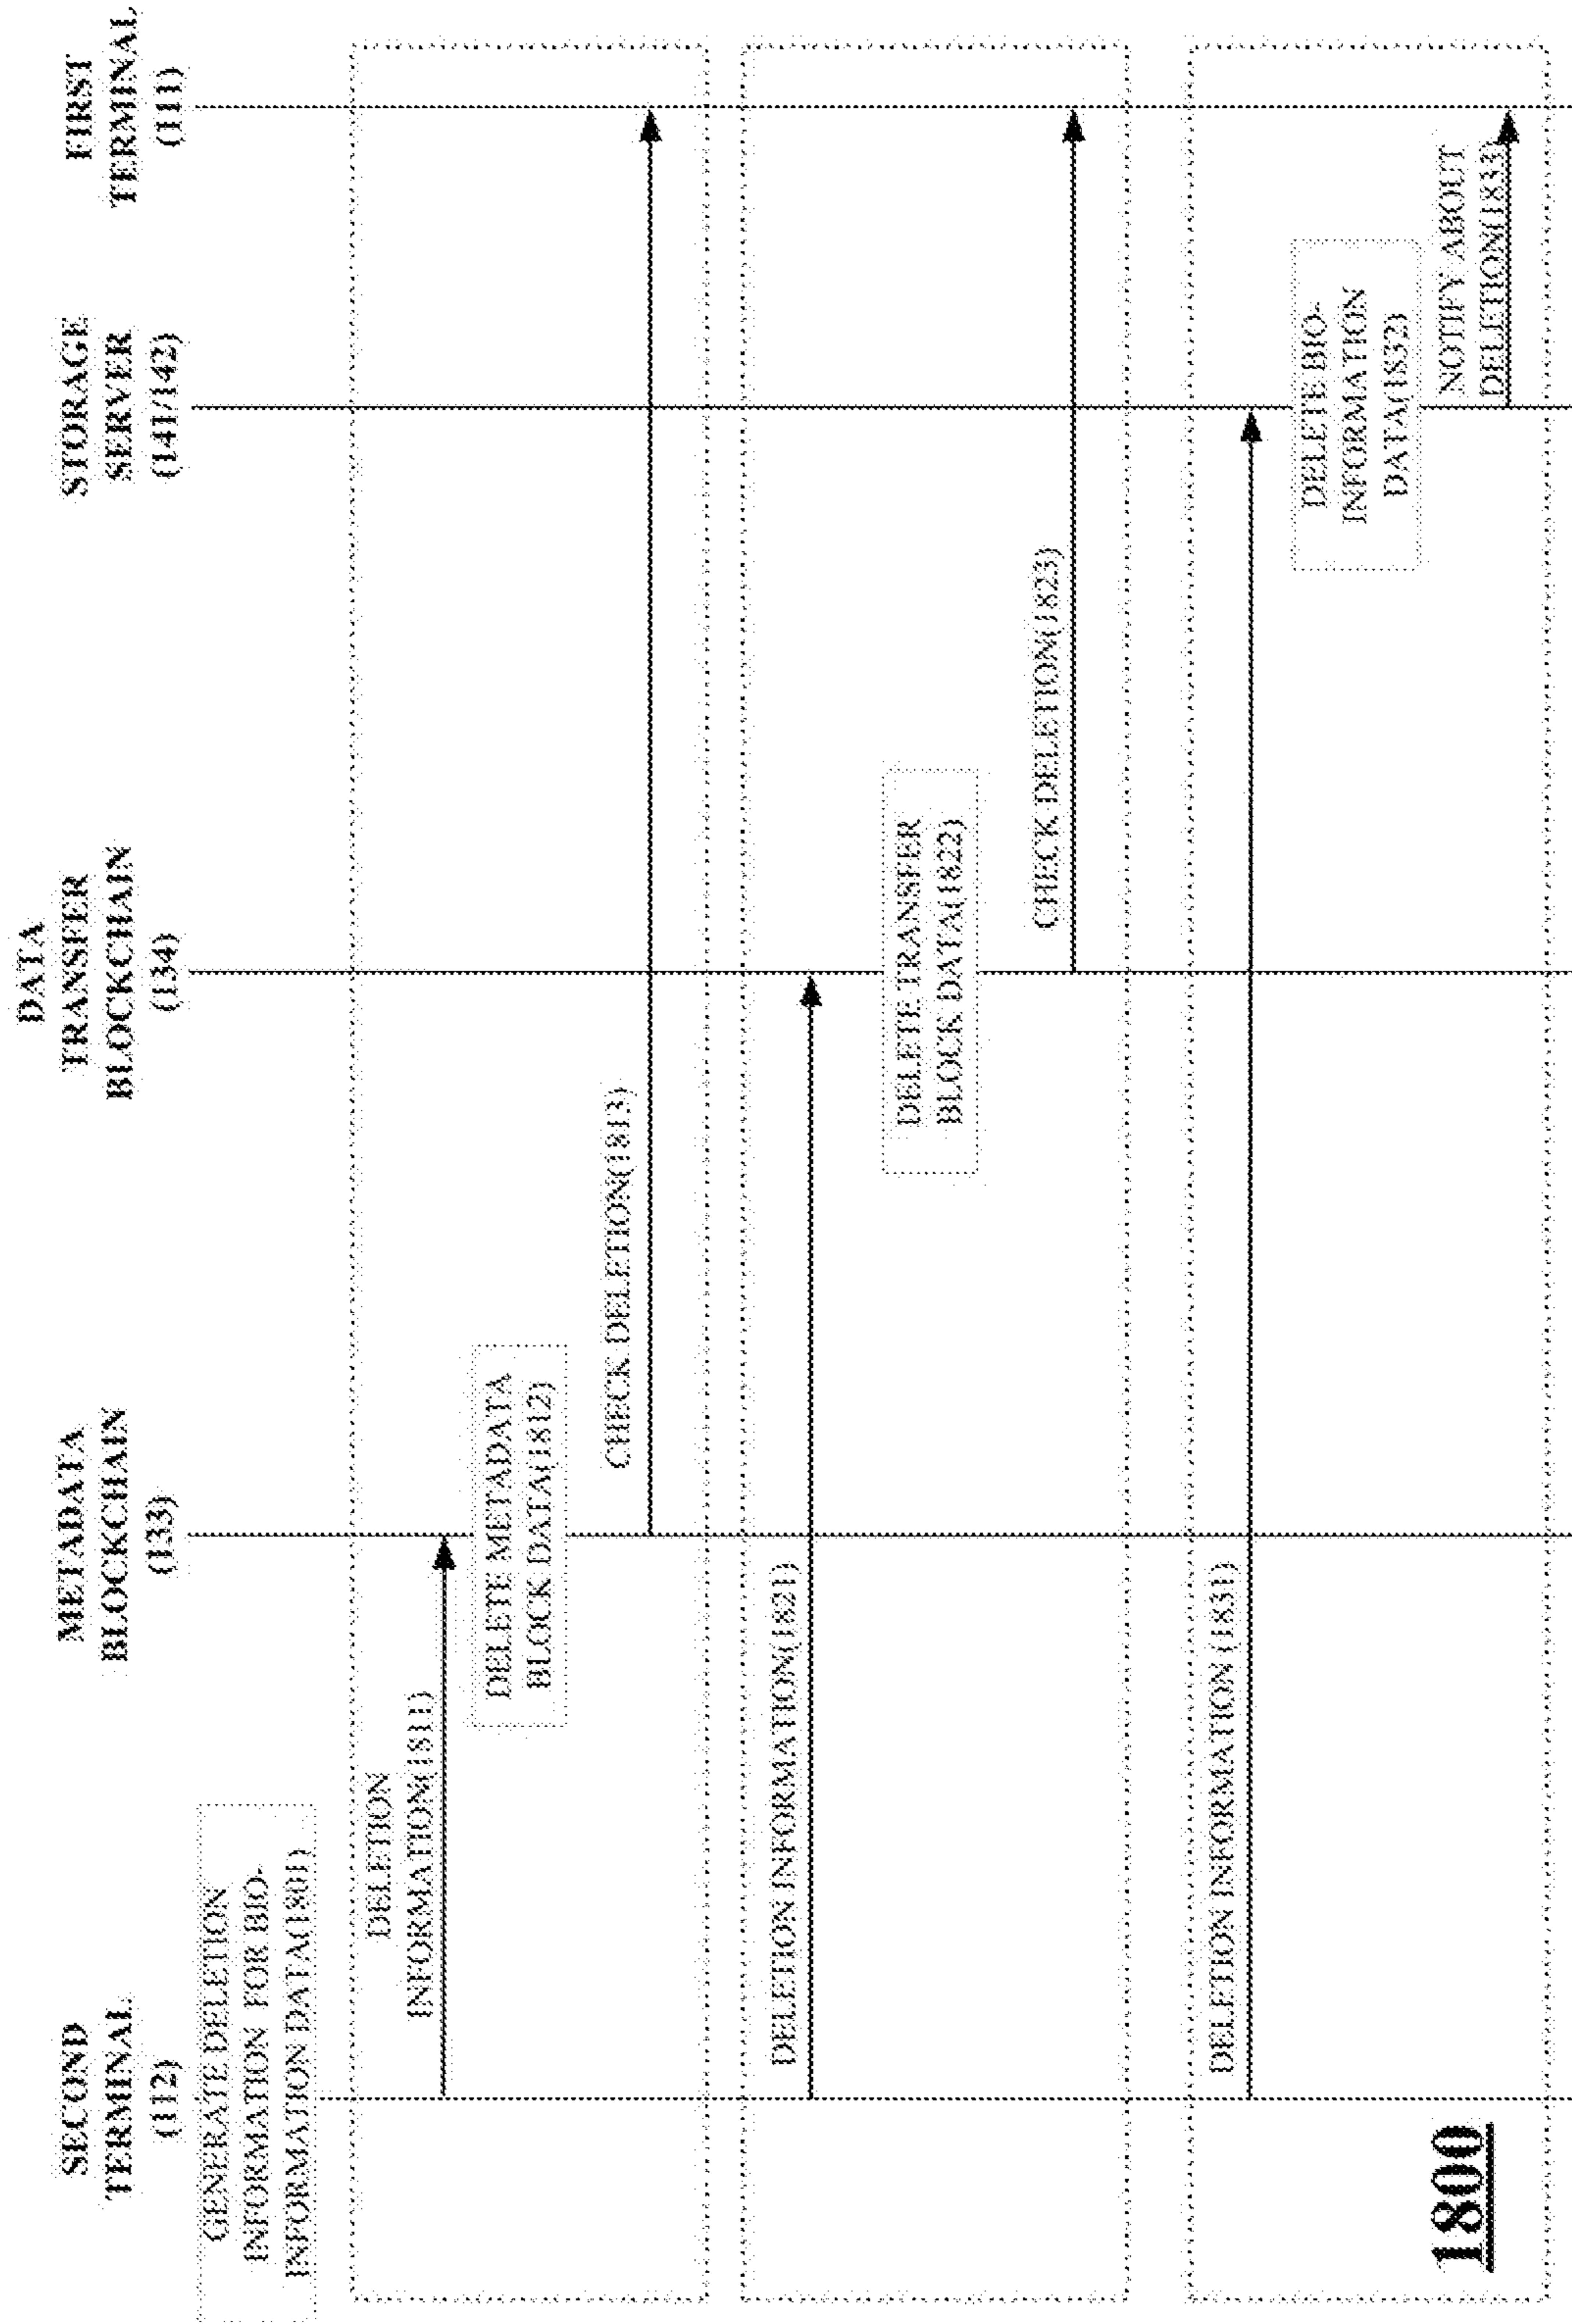 SECOND
TERMINAL
(112)
METADATA
BLOCKCHAIN
(133)
DATA
TRANSFER
BLOCKCHAIN
(134)
STORAGE
SERVER
(141/142)
FIRST
TERMINAL
(111)
GENERATE DELETION
INFORMATION FOR BIO-
INFORMATION DATA(1801)
DELETION
INFORMATION(1811)
DELETE METADATA
BLOCK DATA(1812)
CHECK DELETION(1813)
DELETION INFORMATION(1821)
DELETE TRANSFER
BLOCK DATA(1822)
CHECK DELETION(1823)
DELETION INFORMATION (1831)
DELETE BIO-
INFORMATION
DATA(1832)
NOTIFY ABOUT
DELETION(1833)
1800